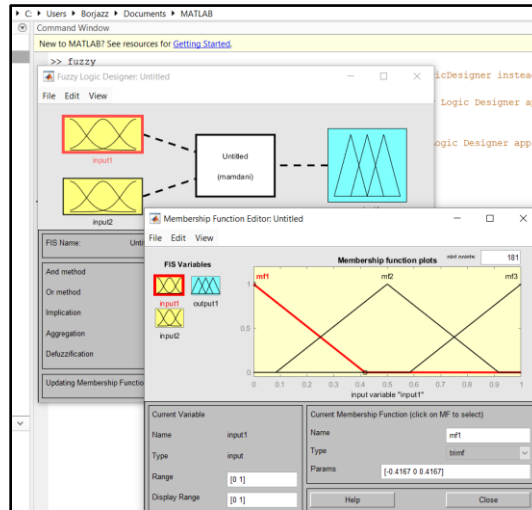 C: Users Borjazz Documents MATLAB
Command Window
New to MATLAB? See resources for Getting Started.
>> fuzzy
Fuzzy Logic Designer: Untitled
icDesigner instead
File Edit View
Logic Designer ap
input1
Untitled
(mamdani)
ogic Designer app
input2
Membership Function Editor: Untitled
File Edit View
FIS Name:
FIS Variables
Membership function plots
plot points:
181
And method
Or method
Implication
Aggregation
Defuzzification
Updating Membership Functio
input1
output1
input2
mf1
mf2
mf3
1
0.5
0
0 0.1 0.2 0.3 0.4 0.5 0.6 0.7 0.8 0.9 1
input variable "input1"
Current Variable
Name input1
Type input
Range [0 1]
Display Range [0 1]
Current Membership Function (click on MF to select)
Name mf1
Type trimf
Params [-0.4167 0 0.4167]
Help
Close